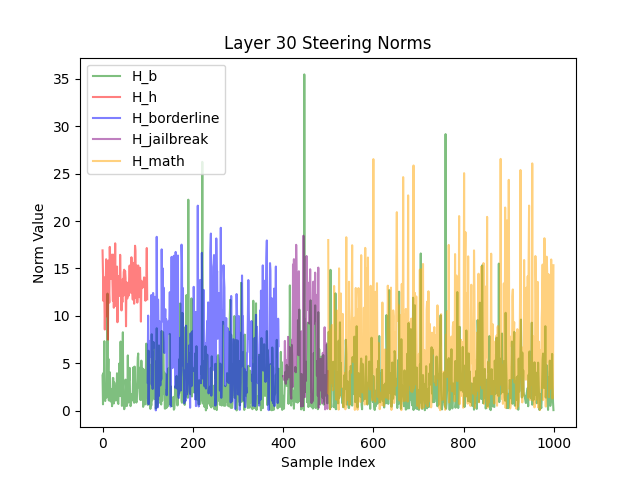 Layer 30 Steering Norms
H_b
H_h
H_borderline
H_jailbreak
H_math
Norm Value
35
30
25
20
15
10
5
0
0 200 400 600 800 1000
Sample Index